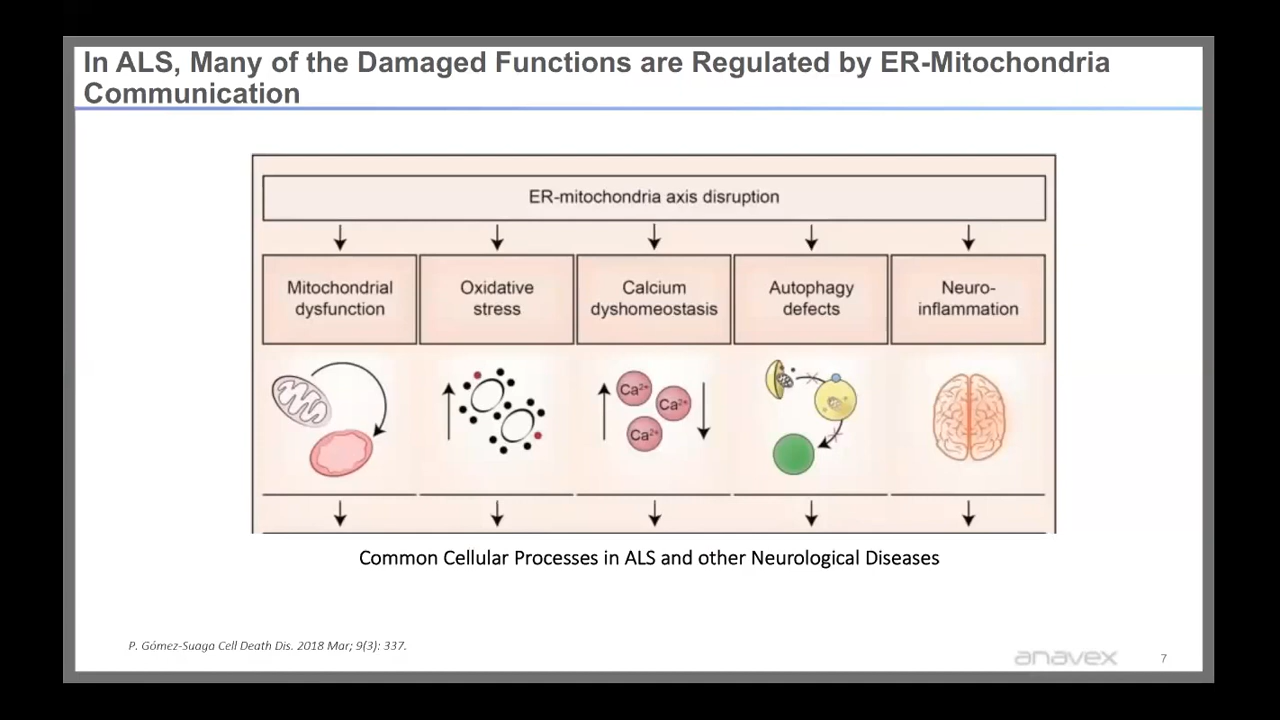 In ALS, Many of the Damaged Functions are Regulated by ER-Mitochondria
Communication
ER-mitochondria axis disruption
Mitochondrial
dysfunction
Oxidative
stress
Calcium
dyshomeostasis
Autophagy
defects
Neuro-
inflammation
Ca²⁺
Ca²⁺
Ca²⁺
Common Cellular Processes in ALS and other Neurological Diseases
P. Gómez-Suaga Cell Death Dis. 2018 Mar; 9(3): 337.
anavex
7